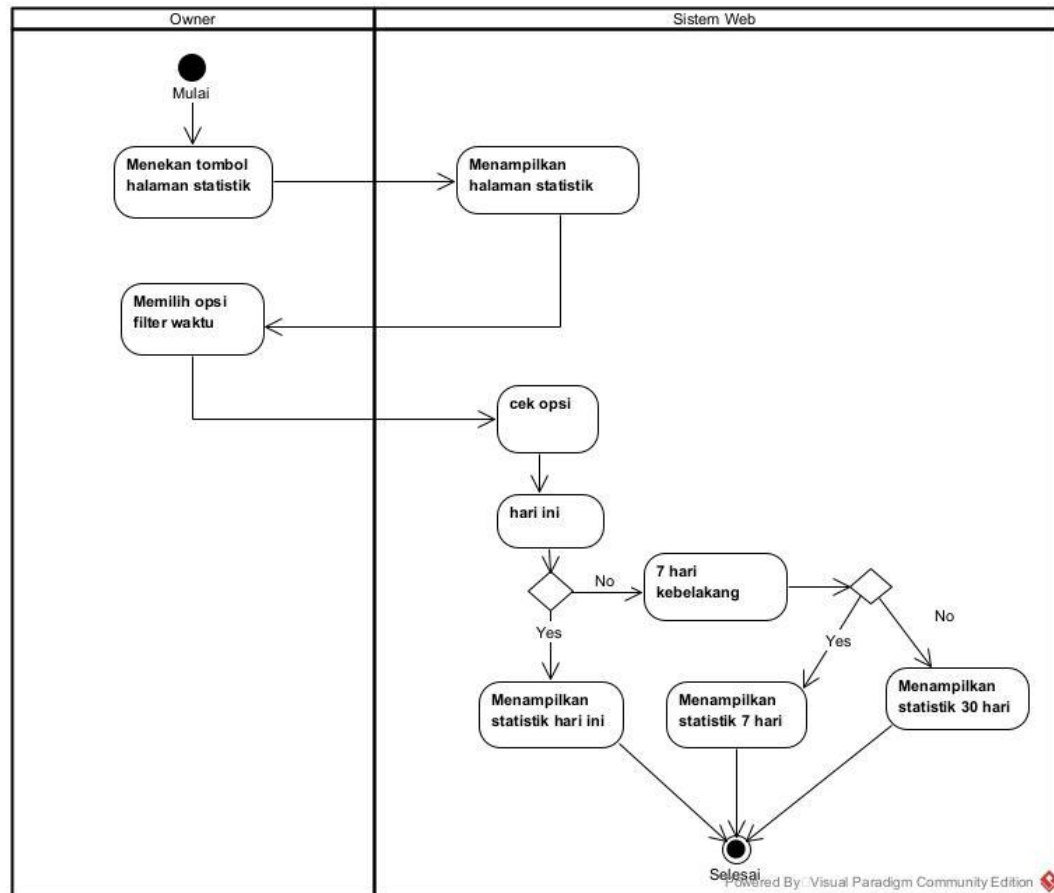 Owner
Sistem Web
Mulai
Menekan tombol
halaman statistik
Menampilkan
halaman statistik
Memilih opsi
filter waktu
cek opsi
hari ini
No
7 hari
kebelakang
Yes
Yes
No
Menampilkan
statistik hari ini
Menampilkan
statistik 7 hari
Menampilkan
statistik 30 hari
Selesai
Powered By Visual Paradigm Community Edition